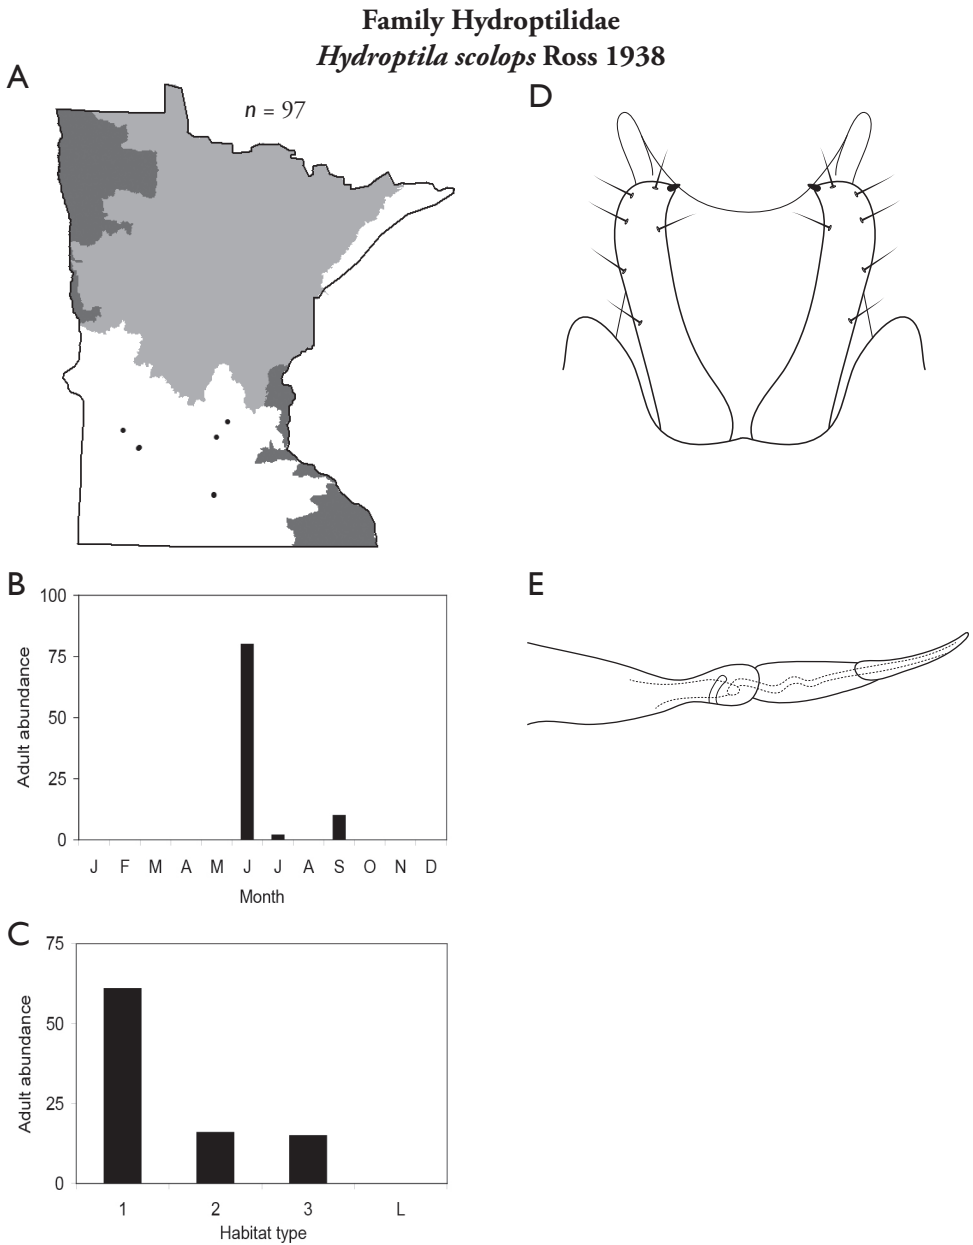 Family Hydroptilidae
Hydroptila scolops Ross 1938
A
n = 97
D
B
100
75
50
25
0
Adult abundance
J F M A M J J A S O N D
Month
E
C
75
50
25
0
Adult abundance
1 2 3 L
Habitat type